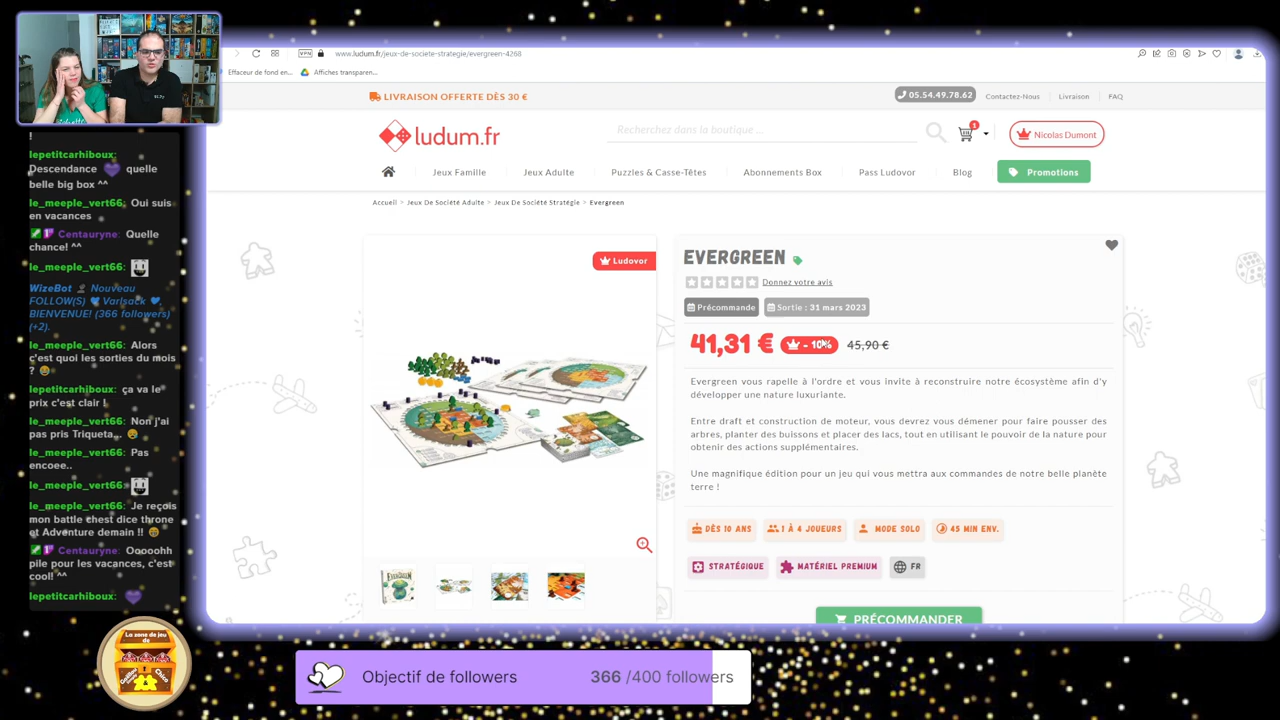 www.ludum.fr/jeux-de-societe-strategie/evergreen-4268
VPN
Effaceur de fond en...
Affiches transparen...
LIVRAISON OFFERTE DÈS 30 €
05.54.49.78.62
Contactez-Nous
Livraison
FAQ
ludum.fr
Recherchez dans la boutique ...
1
Nicolas Dumont
Jeux Famille
Jeux Adulte
Puzzles & Casse-Têtes
Abonnements Box
Pass Ludovor
Blog
Promotions
Accueil > Jeux De Société Adulte > Jeux De Société Stratégie > Evergreen
Ludovor
EVERGREEN
Donnez votre avis
Précommande
Sortie : 31 mars 2023
41,31 €
- 10%
45,90 €
Evergreen vous rapelle à l'ordre et vous invite à reconstruire notre écosystème afin d'y
développer une nature luxuriante.
Entre draft et construction de moteur, vous devrez vous démener pour faire pousser des
arbres, planter des buissons et placer des lacs, tout en utilisant le pouvoir de la nature pour
obtenir des actions supplémentaires.
Une magnifique édition pour un jeu qui vous mettra aux commandes de notre belle planète
terre !
DÈS 10 ANS
1 À 4 JOUEURS
MODE SOLO
45 MIN ENV.
STRATÉGIQUE
MATÉRIEL PREMIUM
FR
PRÉCOMMANDER
!
lepetitcarhiboux:
Descendance quelle
belle big box ^^
le_meeple_vert66: Oui suis
en vacances
Centauryne: Quelle
chance! ^^
le_meeple_vert66:
WizeBot Nouveau
FOLLOW(S) Varlsack
BIENVENUE! (366 followers)
(+2).
le_meeple_vert66: Alors
c'est quoi les sorties du mois
?
lepetitcarhiboux: ça va le
prix c'est clair !
le_meeple_vert66: Non j'ai
pas pris Triqueta...
le_meeple_vert66: Pas
encoee..
le_meeple_vert66:
le_meeple_vert66: Je reçois
mon battle chest dice throne
et Adventure demain !!
Centauryne: Ooooohh
pile pour les vacances, c'est
cool! ^^
lepetitcarhiboux:
La zone de jeu
de
Chico
Objectif de followers
366 /400 followers